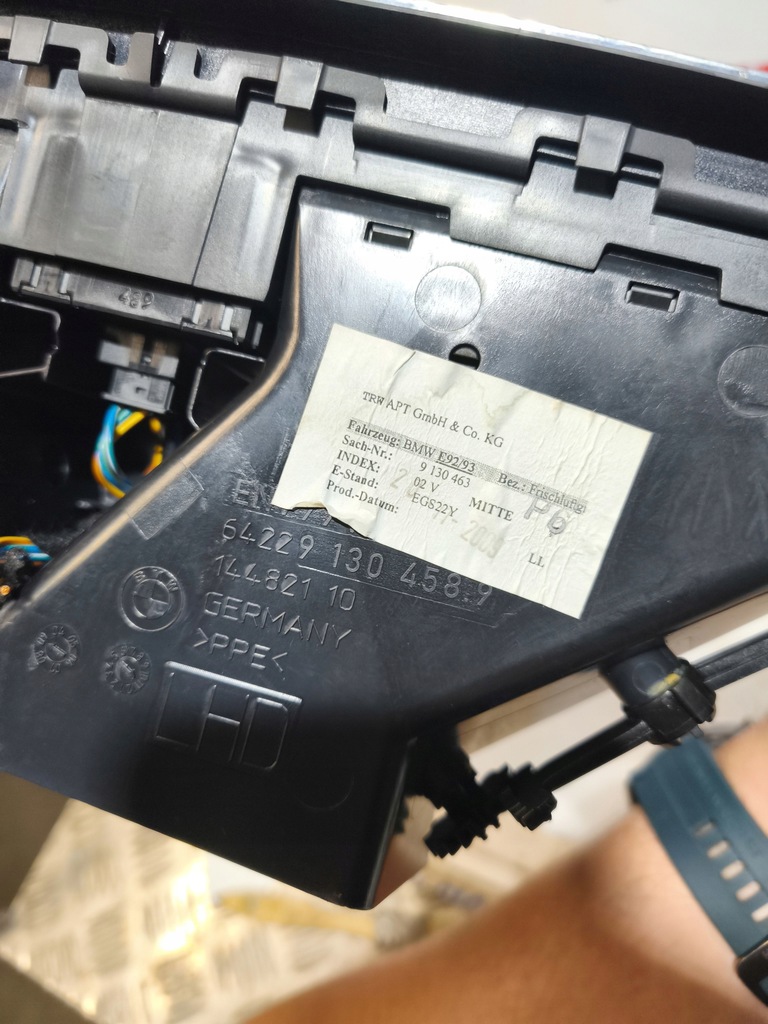 489
TRW APT GmbH & Co. KG
Fahrzeug: BMW E92/93 Bez.: Frischluftg
Sach-Nr.: 9 130 463
INDEX: 02 V MITTE
E-Stand: EGS22Y
Prod.-Datum: LL
64229 130 458.9
144821 10
GERMANY
>PPE<
LHD